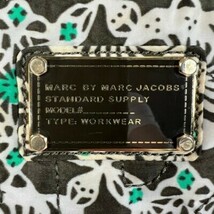 MARC BY MARC JACOBS
STANDARD SUPPLY
MODEL#
TYPE: WORKWEAR